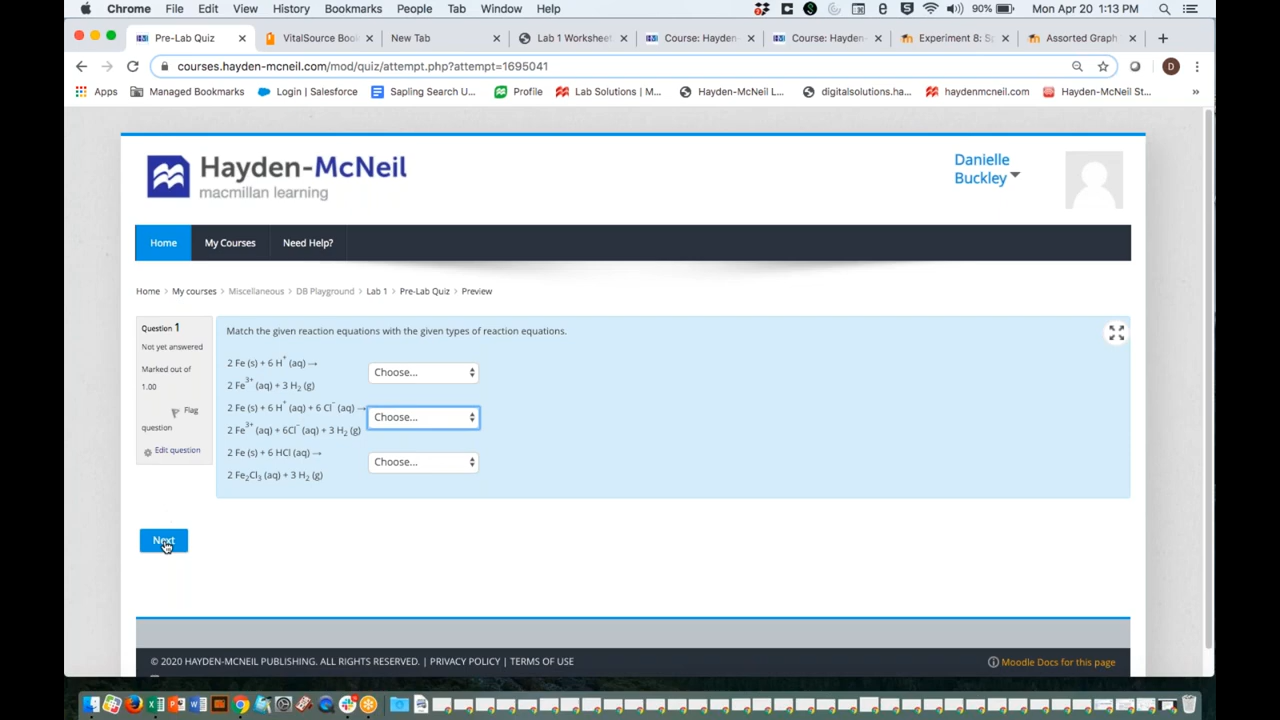 Chrome File Edit View History Bookmarks People Tab Window Help 90% Mon Apr 20 1:13 PM
Pre-Lab Quiz VitalSource Boo New Tab Lab 1 Worksheet Course: Hayden- Course: Hayden- Experiment 8: Sp Assorted Graph
courses.hayden-mcneil.com/mod/quiz/attempt.php?attempt=1695041 D
Apps Managed Bookmarks Login | Salesforce Sapling Search U... Profile Lab Solutions | M... Hayden-McNeil L... digitalsolutions.ha... haydenmcneil.com Hayden-McNeil St... »
Hayden-McNeil
macmillan learning
Danielle
Buckley
Home My Courses Need Help?
Home > My courses > Miscellaneous > DB Playground > Lab 1 > Pre-Lab Quiz > Preview
Question 1
Not yet answered
Marked out of
1.00
Flag
question
Edit question
Match the given reaction equations with the given types of reaction equations.
2 Fe (s) + 6 H⁺ (aq) →
2 Fe³⁺ (aq) + 3 H₂ (g)
Choose...
2 Fe (s) + 6 H⁺ (aq) + 6 Cl⁻ (aq) →
2 Fe³⁺ (aq) + 6Cl⁻ (aq) + 3 H₂ (g)
Choose...
2 Fe (s) + 6 HCl (aq) →
2 Fe₂Cl₃ (aq) + 3 H₂ (g)
Choose...
Next
© 2020 HAYDEN-MCNEIL PUBLISHING. ALL RIGHTS RESERVED. | PRIVACY POLICY | TERMS OF USE
Moodle Docs for this page